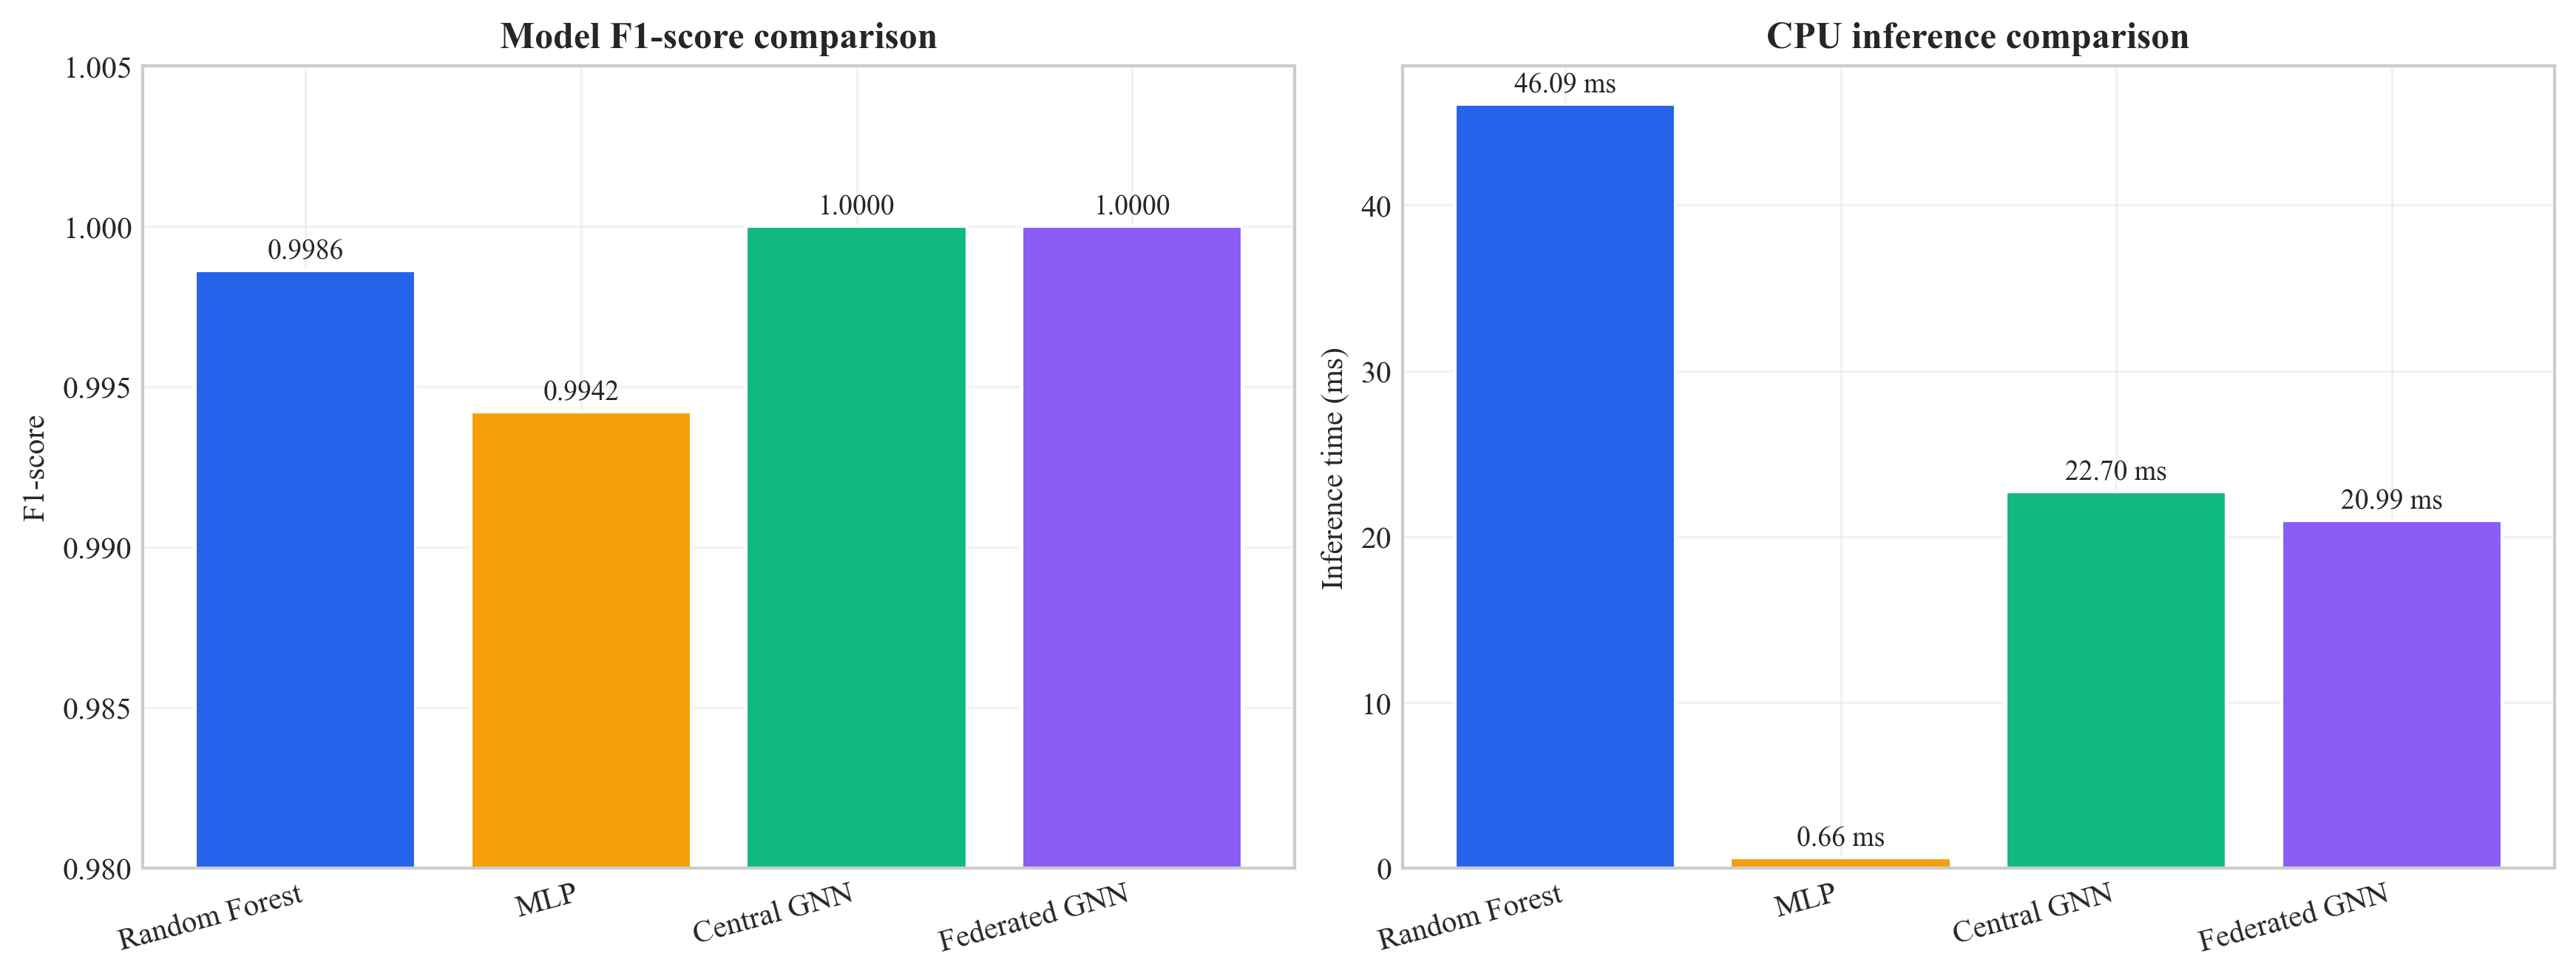 Model F1-score comparison
1.005
1.000
0.995
0.990
0.985
0.980
F1-score
0.9986
0.9942
1.0000
1.0000
Random Forest
MLP
Central GNN
Federated GNN
CPU inference comparison
40
30
20
10
0
Inference time (ms)
46.09 ms
0.66 ms
22.70 ms
20.99 ms
Random Forest
MLP
Central GNN
Federated GNN